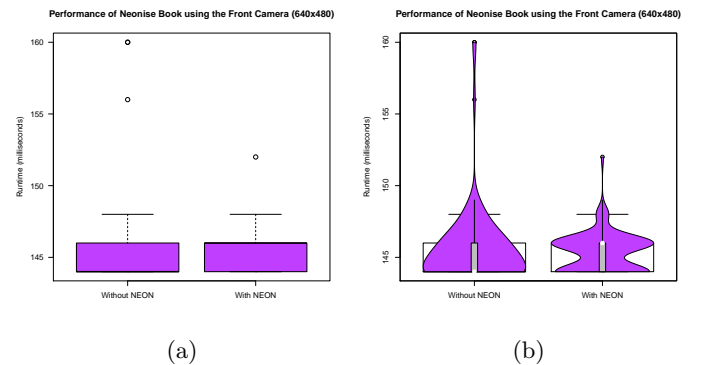 Performance of Neonise Book using the Front Camera (640x480)
Runtime (milliseconds)
160
155
150
145
Without NEON
With NEON
(a)
Performance of Neonise Book using the Front Camera (640x480)
Runtime (milliseconds)
160
155
150
145
Without NEON
With NEON
(b)